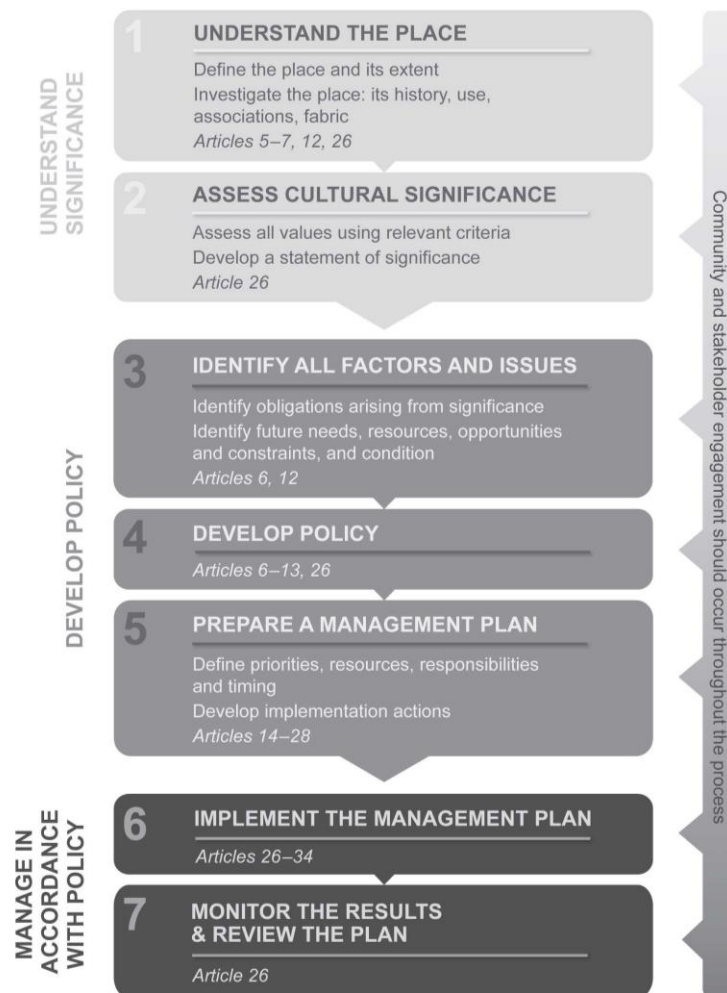 UNDERSTAND
SIGNIFICANCE
1
UNDERSTAND THE PLACE
Define the place and its extent
Investigate the place: its history, use,
associations, fabric
Articles 5–7, 12, 26
2
ASSESS CULTURAL SIGNIFICANCE
Assess all values using relevant criteria
Develop a statement of significance
Article 26
DEVELOP POLICY
3
IDENTIFY ALL FACTORS AND ISSUES
Identify obligations arising from significance
Identify future needs, resources, opportunities
and constraints, and condition
Articles 6, 12
4
DEVELOP POLICY
Articles 6–13, 26
5
PREPARE A MANAGEMENT PLAN
Define priorities, resources, responsibilities
and timing
Develop implementation actions
Articles 14–28
MANAGE IN
ACCORDANCE
WITH POLICY
6
IMPLEMENT THE MANAGEMENT PLAN
Articles 26–34
7
MONITOR THE RESULTS
& REVIEW THE PLAN
Article 26
Community and stakeholder engagement should occur throughout the process